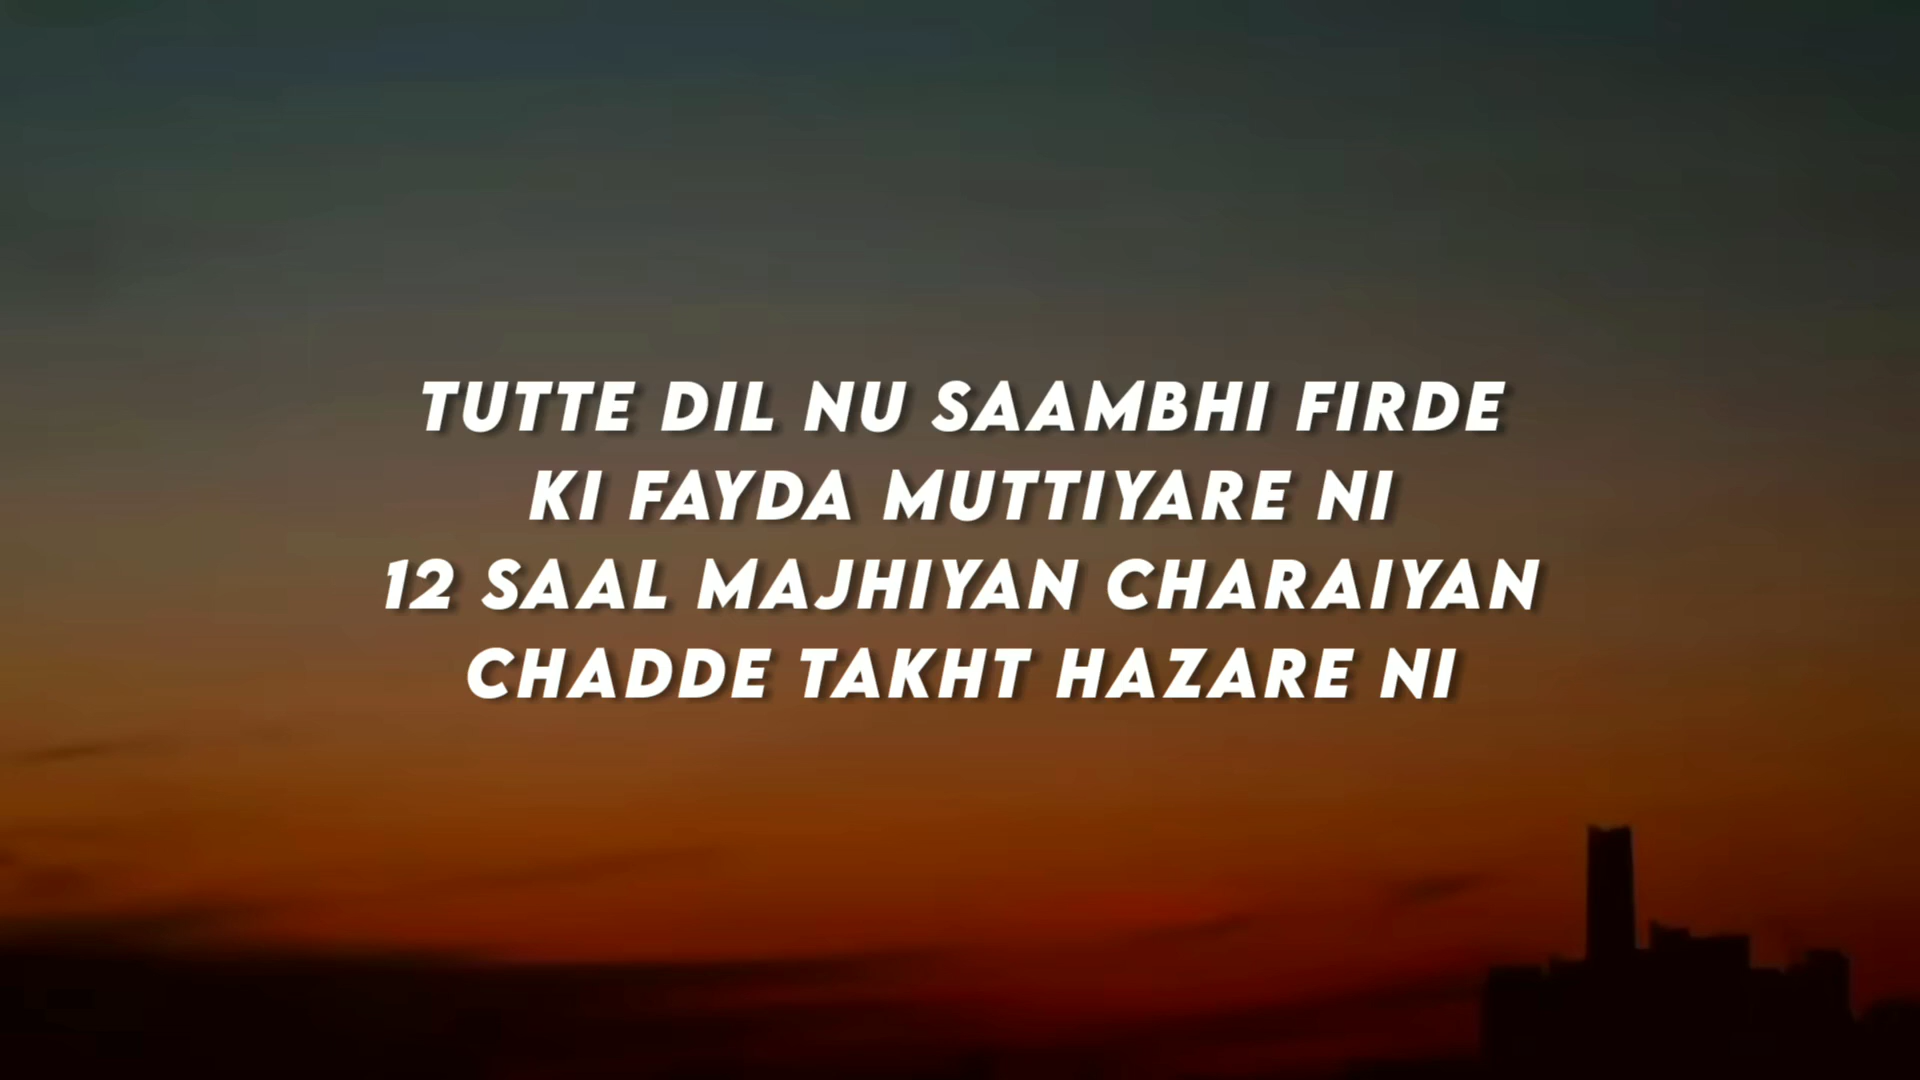 TUTTE DIL NU SAAMBHI FIRDE
KI FAYDA MUTTIYARE NI
12 SAAL MAJHIYAN CHARAIYAN
CHADDE TAKHT HAZARE NI